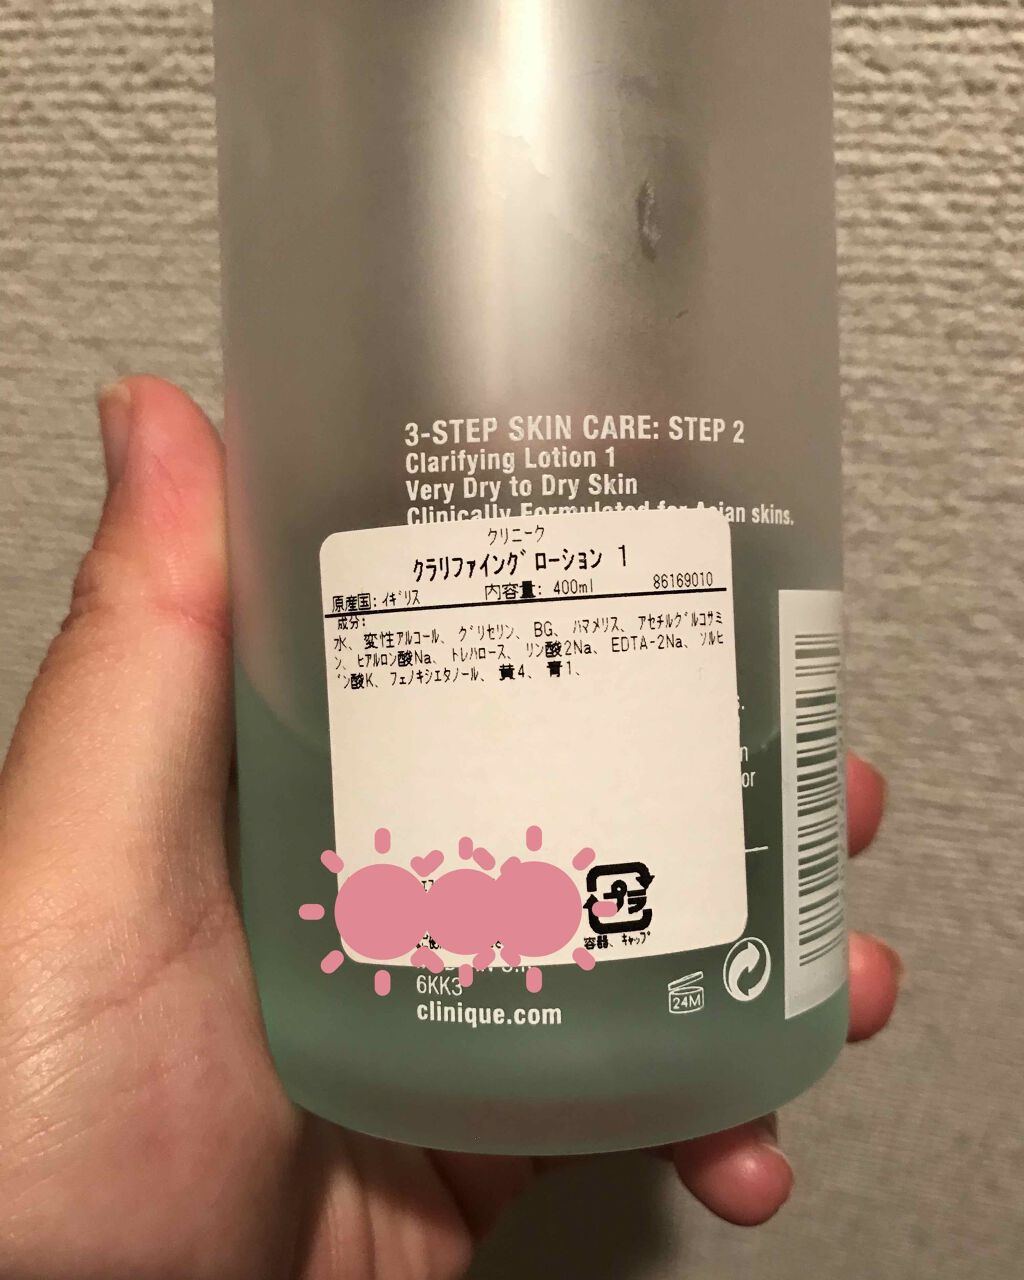 3-STEP SKIN CARE: STEP 2
Clarifying Lotion 1
Very Dry to Dry Skin
Clinically Formulated for Asian skins.
クリニーク
クラリファイング ローション 1
原産国: イギリス 内容量: 400ml 86169010
成分:
水、変性アルコール、グリセリン、BG、ハマメリス、アセチルグルコサミ
ン、ヒアルロン酸Na、トレハロース、リン酸2Na、EDTA-2Na、ソルビ
ン酸K、フェノキシエタノール、黄4、青1、
プラ
容器、キャップ
6KK3
clinique.com
24M